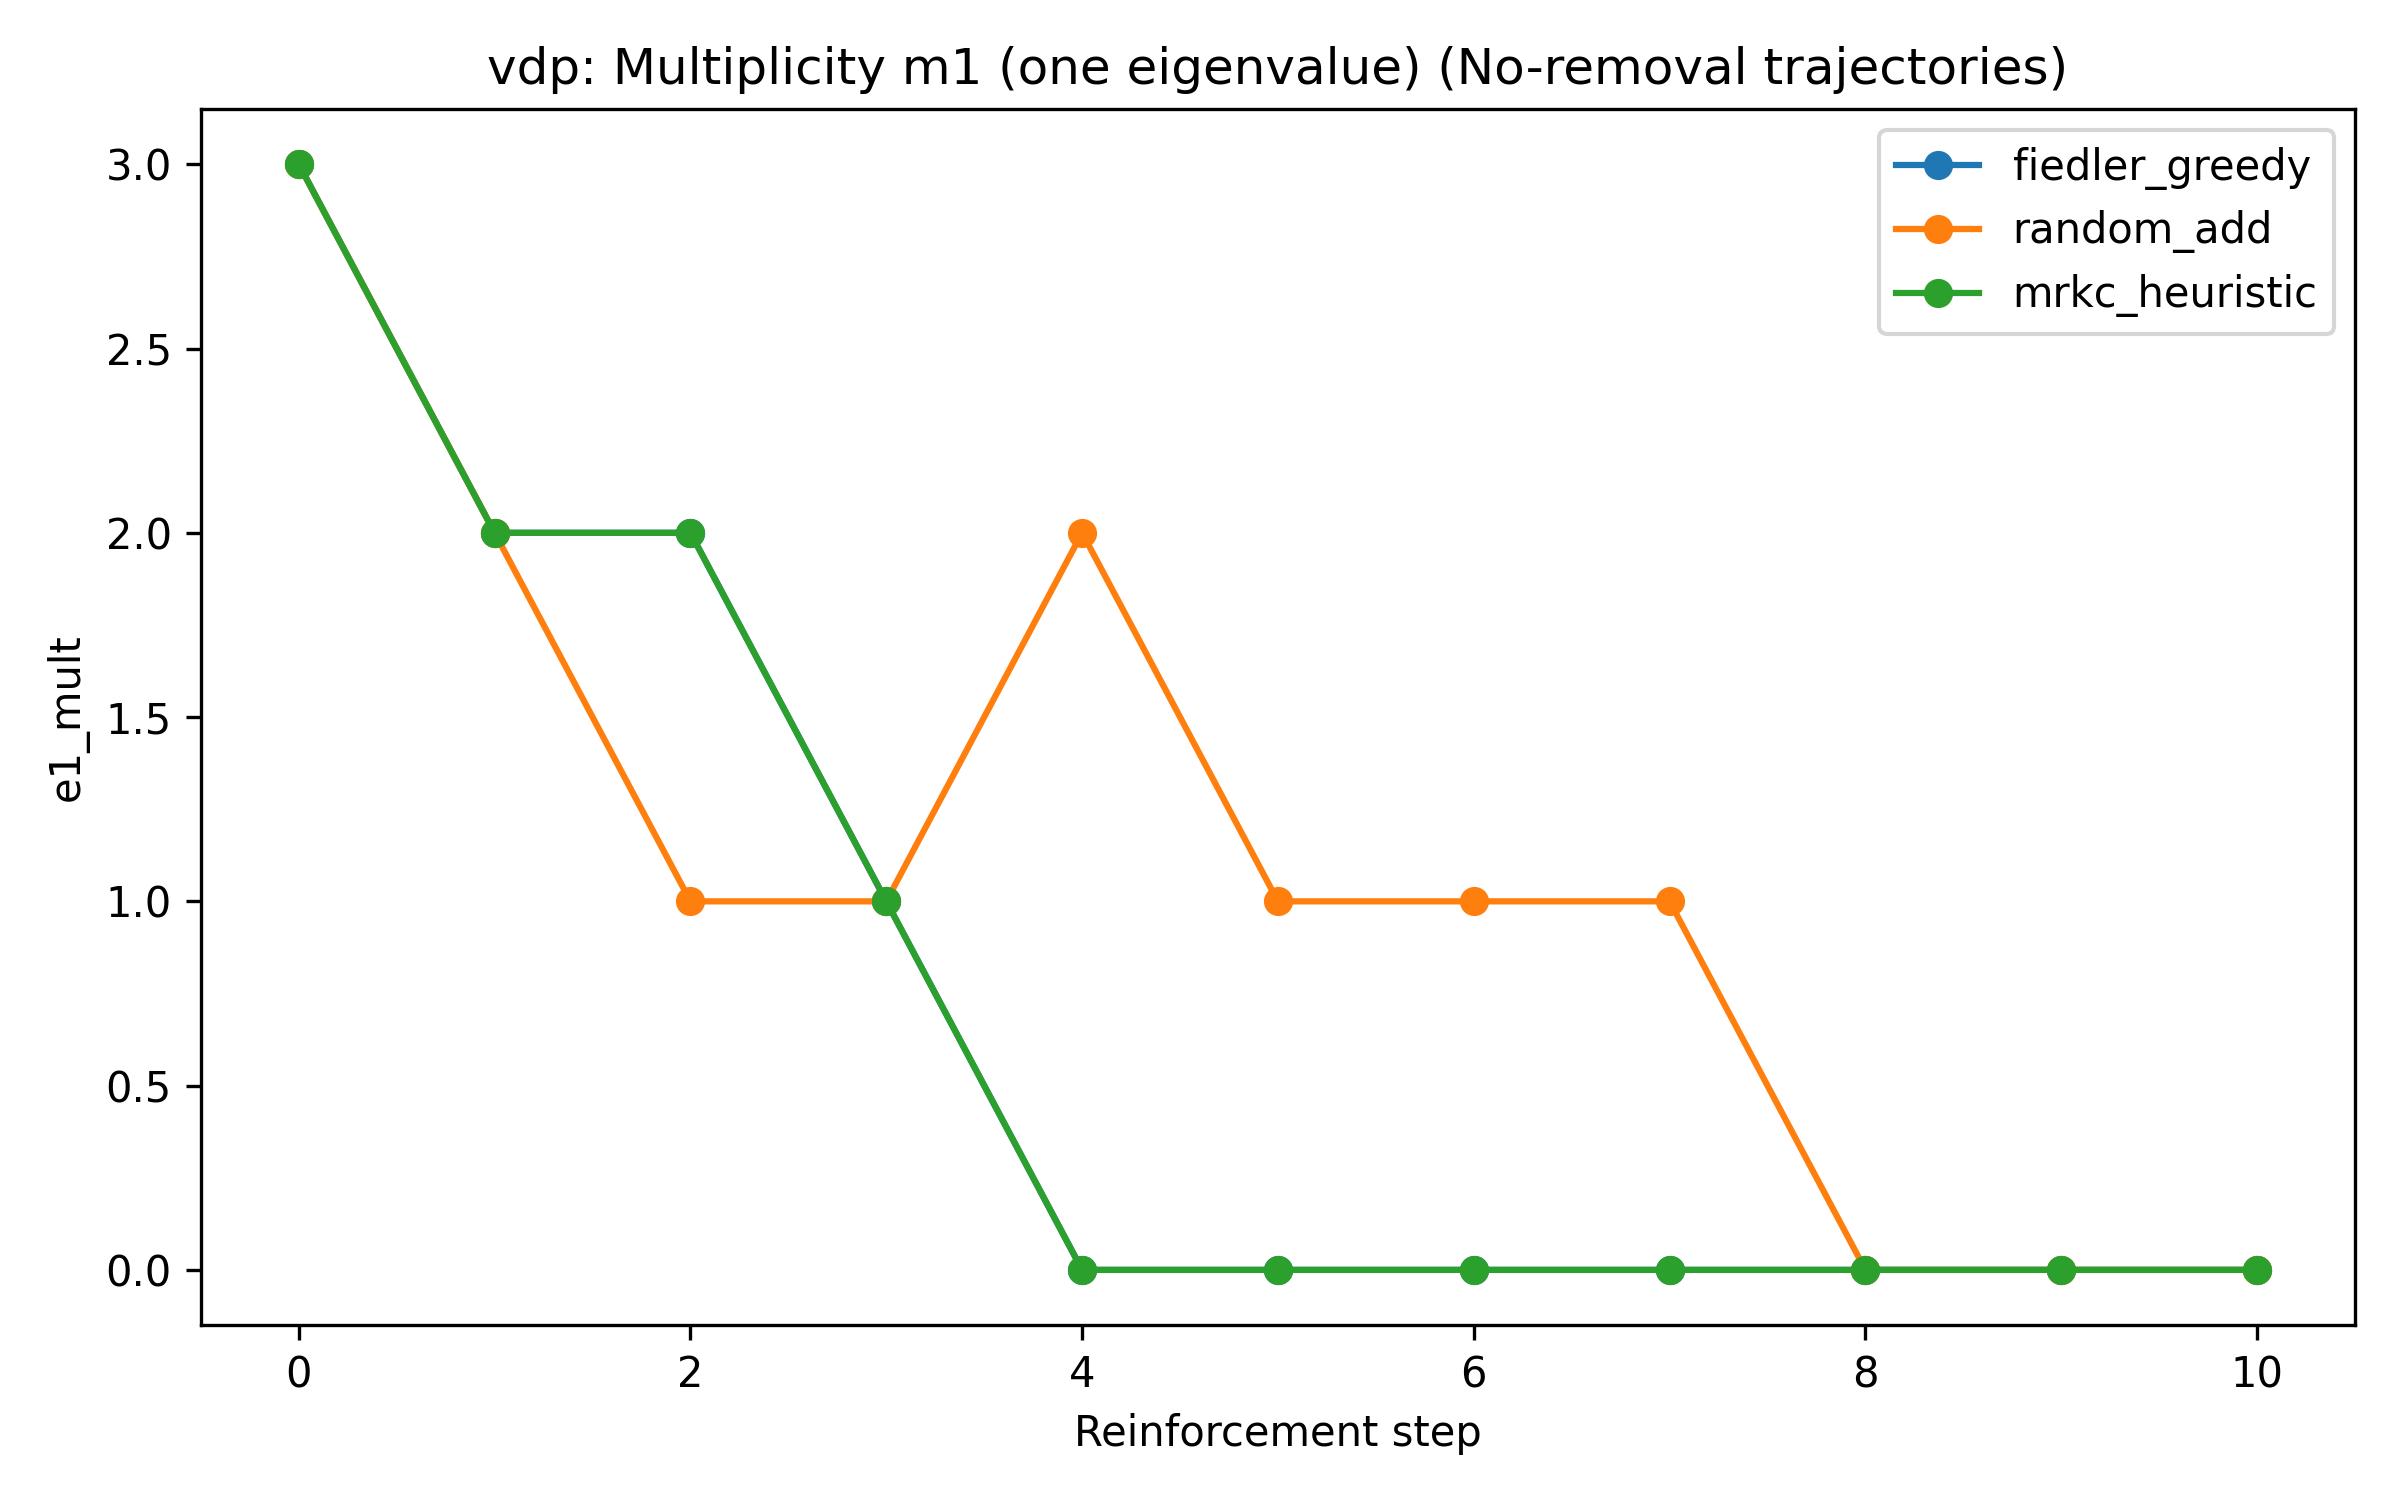 vdp: Multiplicity m1 (one eigenvalue) (No-removal trajectories)
fiedler_greedy
random_add
mrkc_heuristic
e1_mult
3.0
2.5
2.0
1.5
1.0
0.5
0.0
0 2 4 6 8 10
Reinforcement step